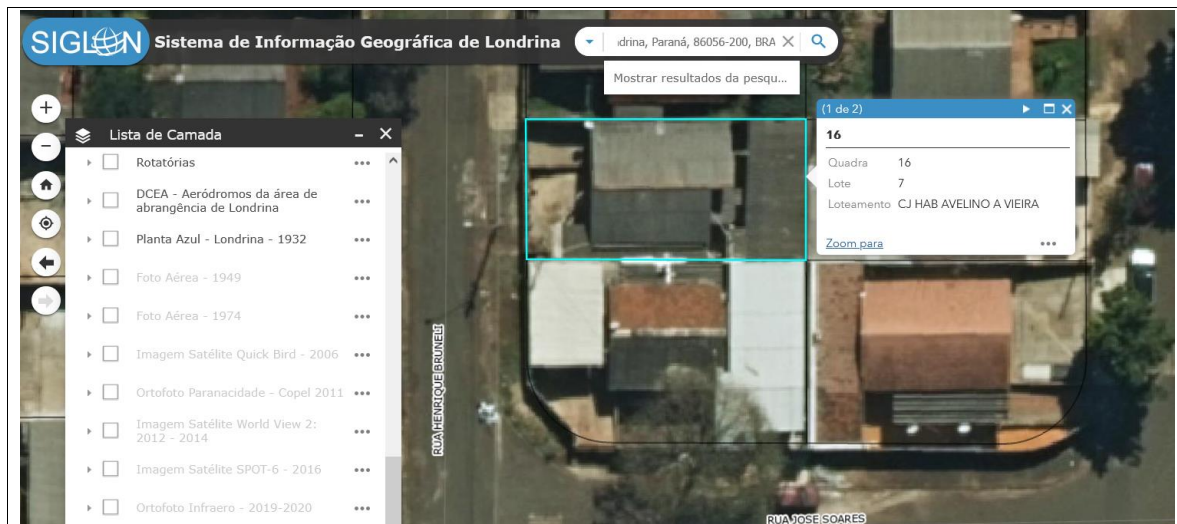 SIGLON Sistema de Informação Geográfica de Londrina
drina, Paraná, 86056-200, BRA
Mostrar resultados da pesqu...
Lista de Camada
Rotatórias
DCEA - Aeródromos da área de
abrangência de Londrina
Planta Azul - Londrina - 1932
Foto Aérea - 1949
Foto Aérea - 1974
Imagem Satélite Quick Bird - 2006
Ortofoto Paranacidade - Copel 2011
Imagem Satélite World View 2:
2012 - 2014
Imagem Satélite SPOT-6 - 2016
Ortofoto Infraero - 2019-2020
(1 de 2)
16
Quadra 16
Lote 7
Loteamento CJ HAB AVELINO A VIEIRA
Zoom para
RUA HENRIQUE BRUNELI
RUA JOSE SOARES